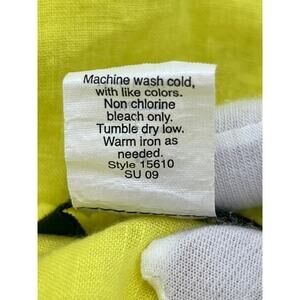 Machine wash cold,
with like colors.
Non chlorine
bleach only.
Tumble dry low.
Warm iron as
needed.
Style 15610
SU 09